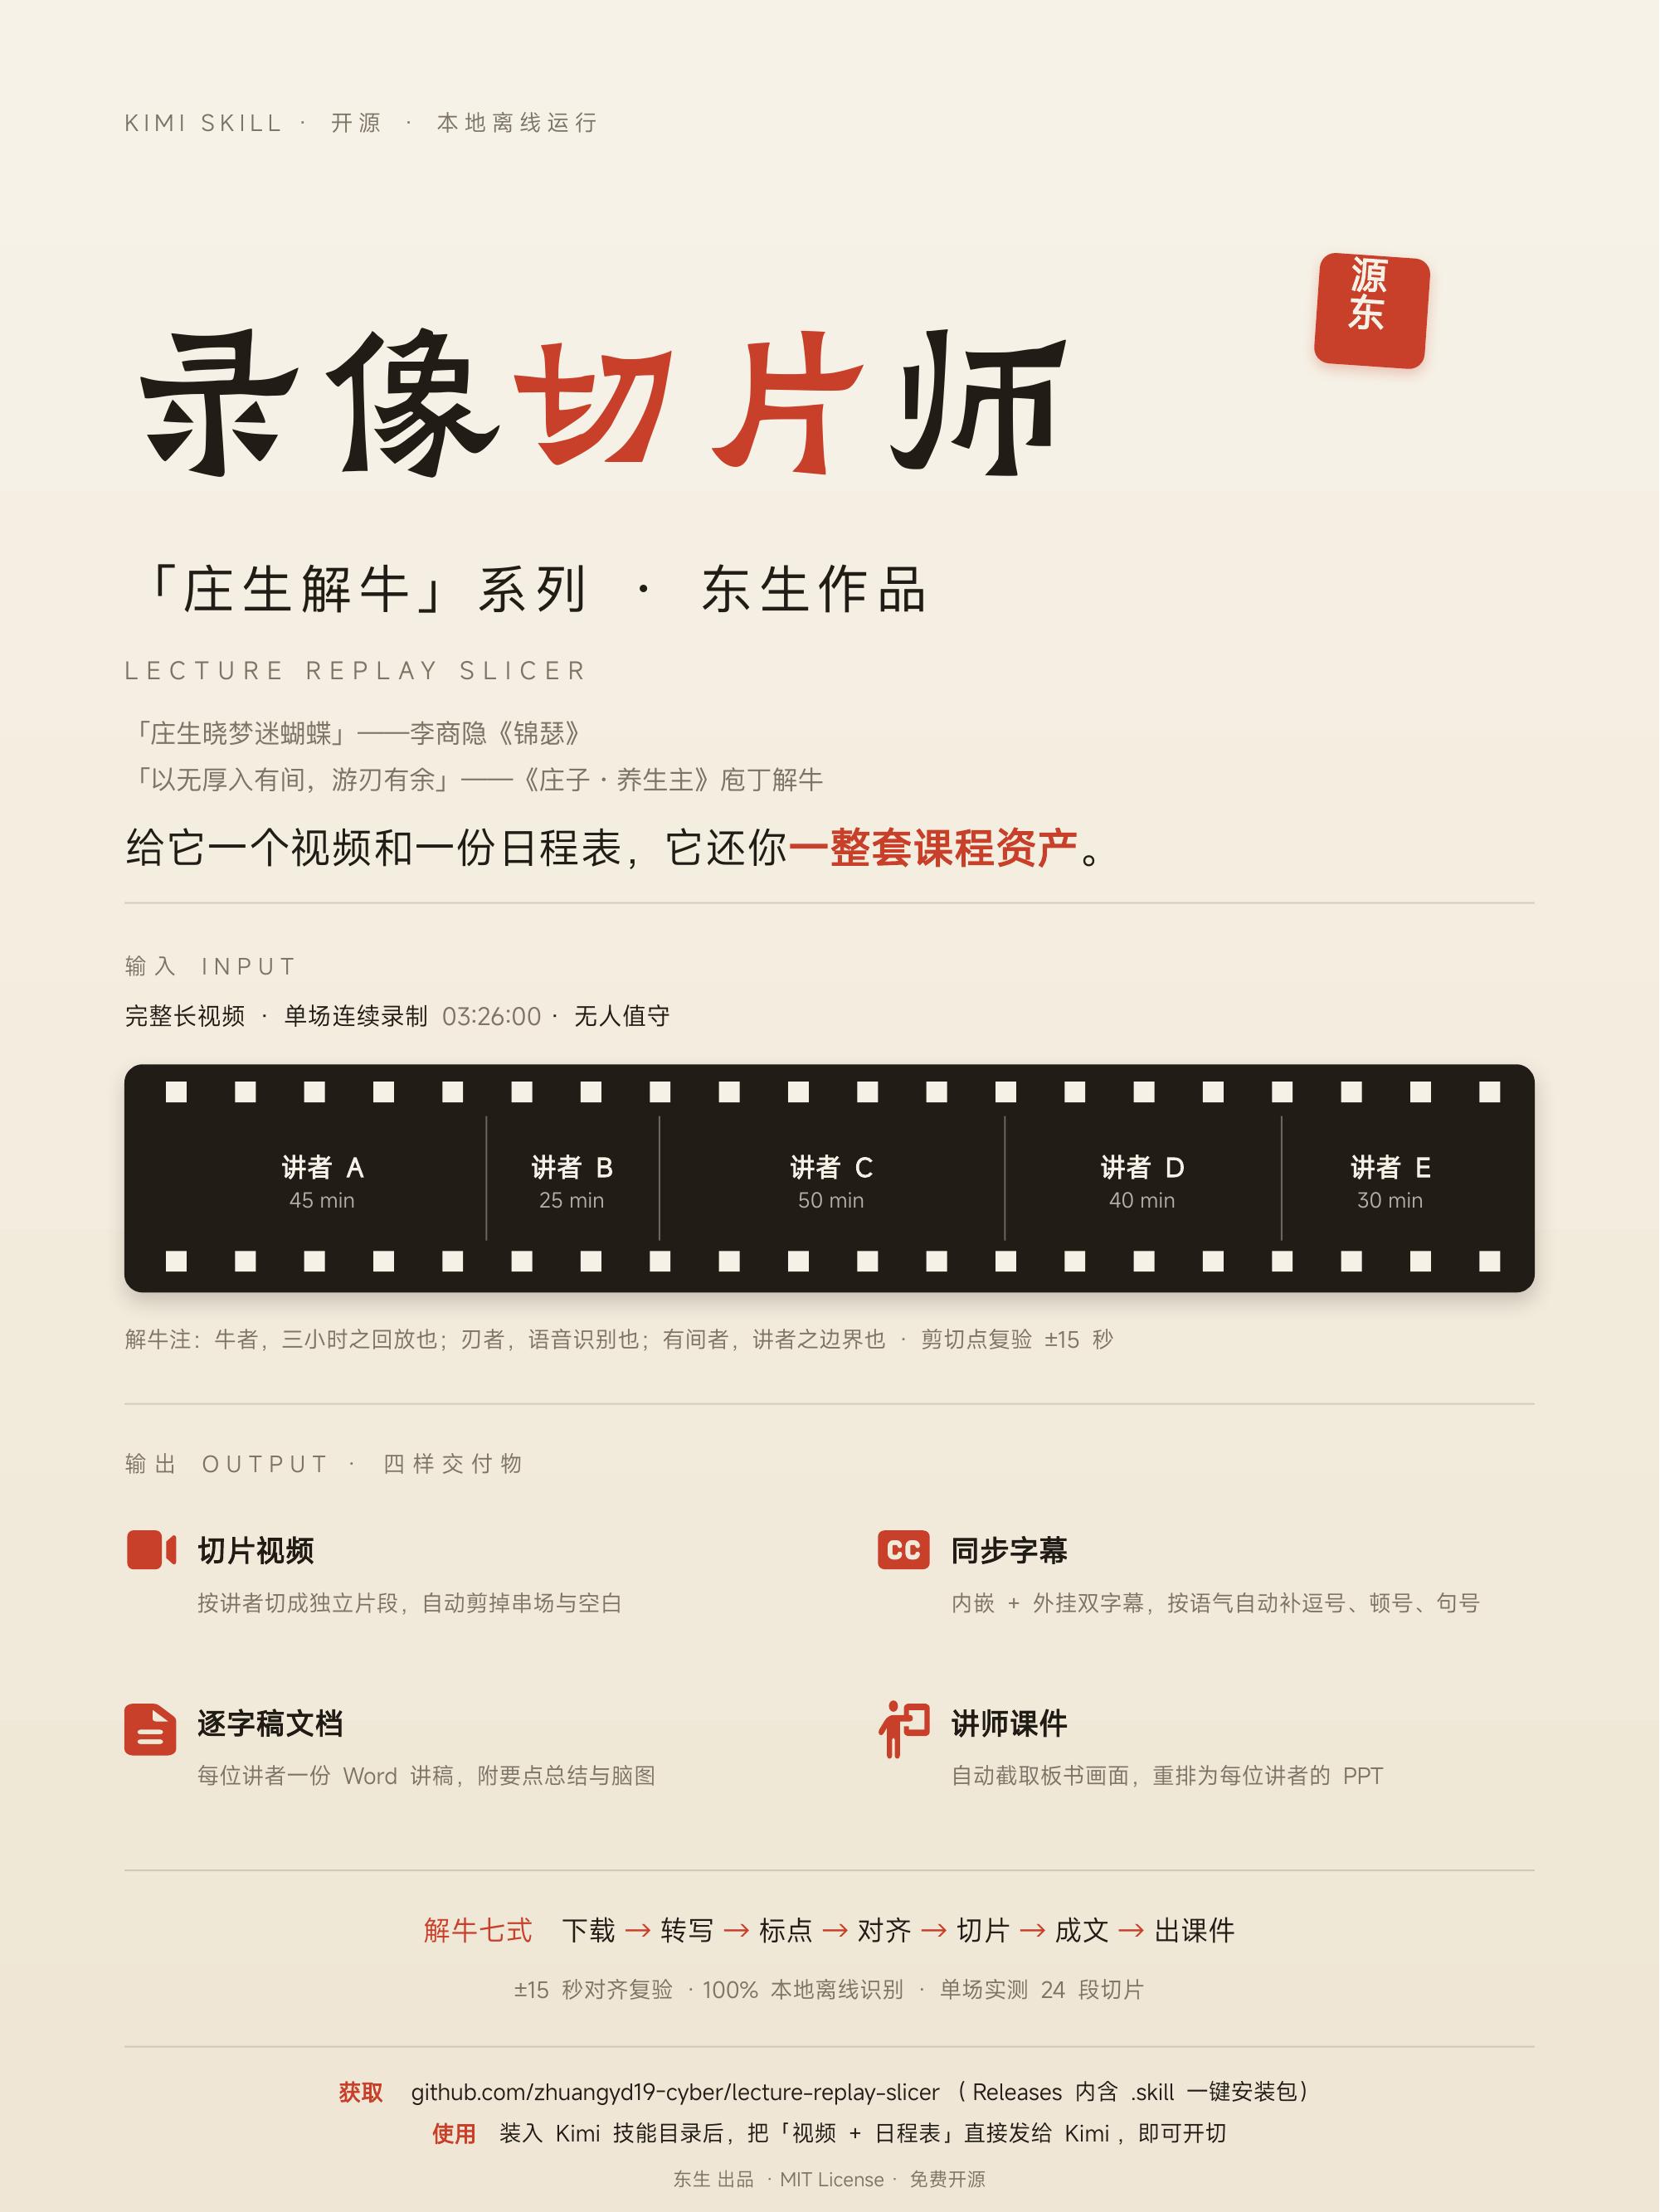 KIMI SKILL · 开源 · 本地离线运行
源
东
录像切片师
「庄生解牛」系列 · 东生作品
LECTURE REPLAY SLICER
「庄生晓梦迷蝴蝶」——李商隐《锦瑟》
「以无厚入有间，游刃有余」——《庄子·养生主》庖丁解牛
给它一个视频和一份日程表，它还你一整套课程资产。
输入 INPUT
完整长视频 · 单场连续录制 03:26:00 · 无人值守
讲者 A
45 min
讲者 B
25 min
讲者 C
50 min
讲者 D
40 min
讲者 E
30 min
解牛注：牛者，三小时之回放也；刃者，语音识别也；有间者，讲者之边界也 · 剪切点复验 ±15 秒
输出 OUTPUT · 四样交付物
切片视频
按讲者切成独立片段，自动剪掉串场与空白
CC
同步字幕
内嵌 + 外挂双字幕，按语气自动补逗号、顿号、句号
逐字稿文档
每位讲者一份 Word 讲稿，附要点总结与脑图
讲师课件
自动截取板书画面，重排为每位讲者的 PPT
解牛七式 下载 → 转写 → 标点 → 对齐 → 切片 → 成文 → 出课件
±15 秒对齐复验 · 100% 本地离线识别 · 单场实测 24 段切片
获取 github.com/zhuangyd19-cyber/lecture-replay-slicer （Releases 内含 .skill 一键安装包）
使用 装入 Kimi 技能目录后，把「视频 + 日程表」直接发给 Kimi，即可开切
东生 出品 · MIT License · 免费开源